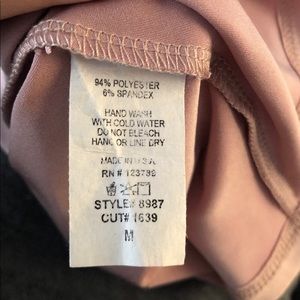 94% POLYESTER
6% SPANDEX
HAND WASH
WITH COLD WATER
DO NOT BLEACH
HANG OR LINE DRY
MADE IN U.S.A.
RN # 123799
STYLE# 8987
CUT# 1639
M